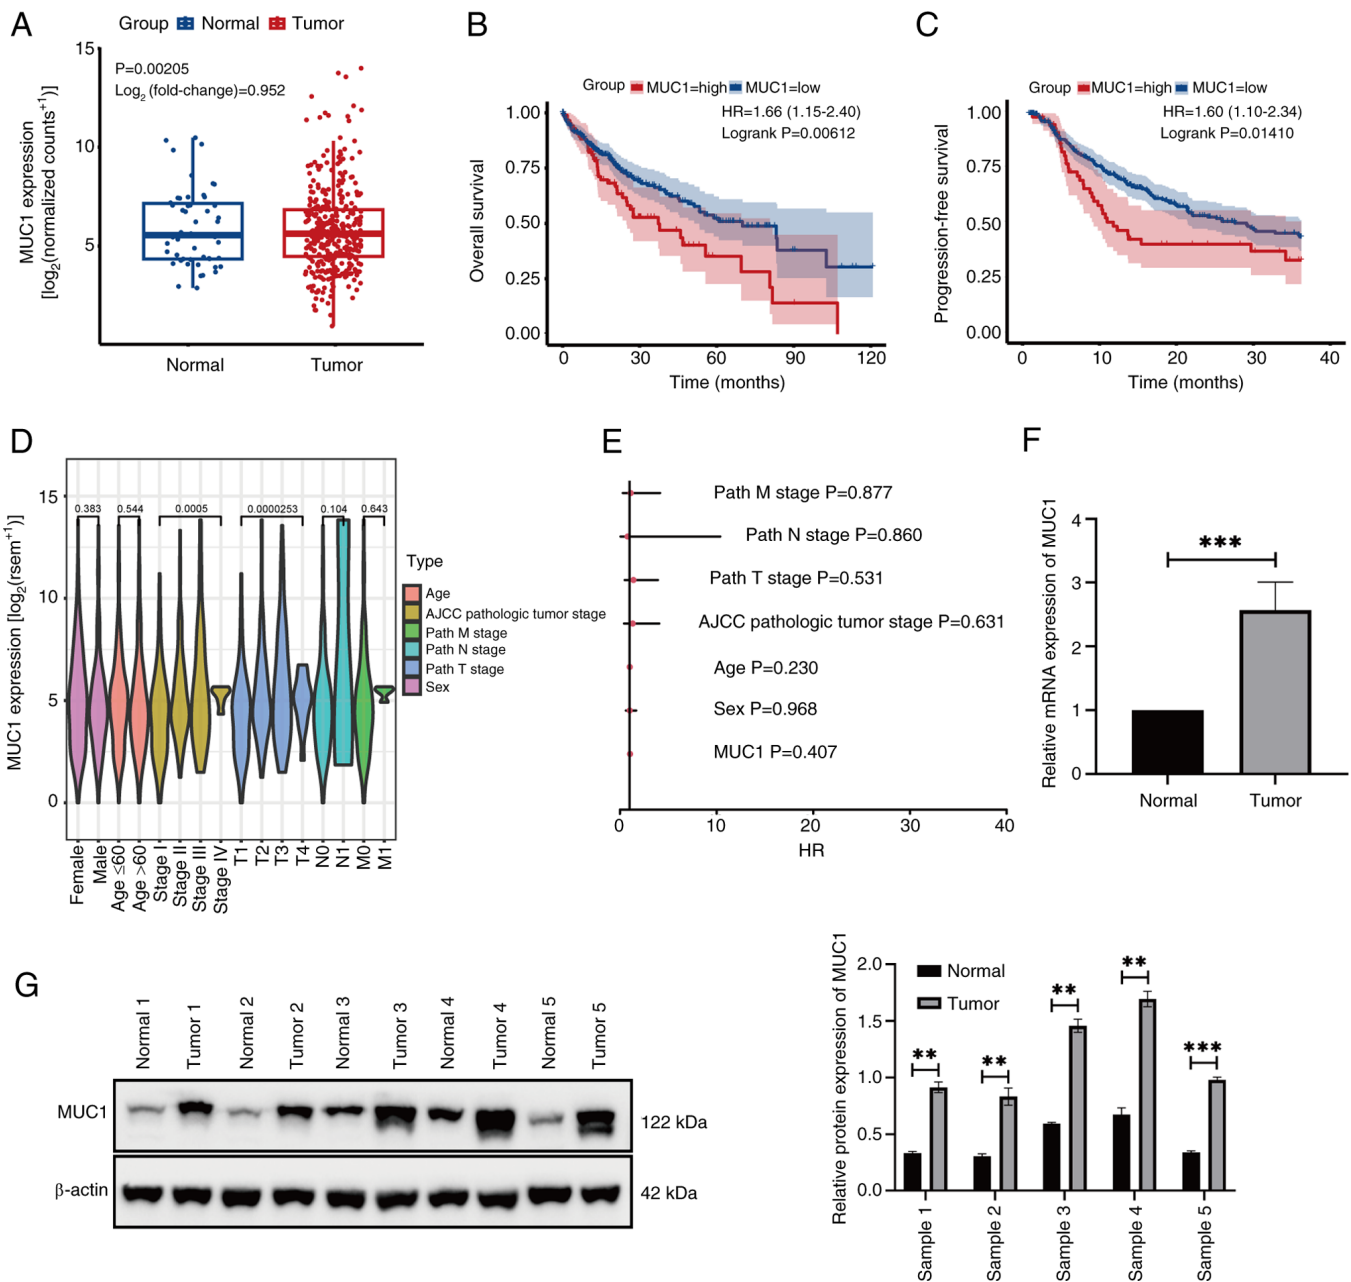 A
Group Normal Tumor
P=0.00205
Log2 (fold-change)=0.952
MUC1 expression
[log2(normalized counts+1)]
15
10
5
Normal
Tumor
B
Group MUC1=high MUC1=low
HR=1.66 (1.15-2.40)
Logrank P=0.00612
Overall survival
1.00
0.75
0.50
0.25
0.00
0 30 60 90 120
Time (months)
C
Group MUC1=high MUC1=low
HR=1.60 (1.10-2.34)
Logrank P=0.01410
Progression-free survival
1.00
0.75
0.50
0.25
0.00
0 10 20 30 40
Time (months)
D
MUC1 expression [log2(rsem+1)]
15
10
5
0
0.383 0.544 0.0005 0.0000253 0.104 0.643
Female
Male
Age ≤60
Age >60
Stage I
Stage II
Stage III
Stage IV
T1
T2
T3
T4
N0
N1
M0
M1
Type
Age
AJCC pathologic tumor stage
Path M stage
Path N stage
Path T stage
Sex
E
Path M stage P=0.877
Path N stage P=0.860
Path T stage P=0.531
AJCC pathologic tumor stage P=0.631
Age P=0.230
Sex P=0.968
MUC1 P=0.407
0 10 20 30 40
HR
F
Relative mRNA expression of MUC1
4
3
2
1
0
***
Normal
Tumor
G
Normal 1
Tumor 1
Normal 2
Tumor 2
Normal 3
Tumor 3
Normal 4
Tumor 4
Normal 5
Tumor 5
MUC1
122 kDa
β-actin
42 kDa
Relative protein expression of MUC1
2.0
1.5
1.0
0.5
0.0
Normal
Tumor
**
**
**
**
***
Sample 1
Sample 2
Sample 3
Sample 4
Sample 5